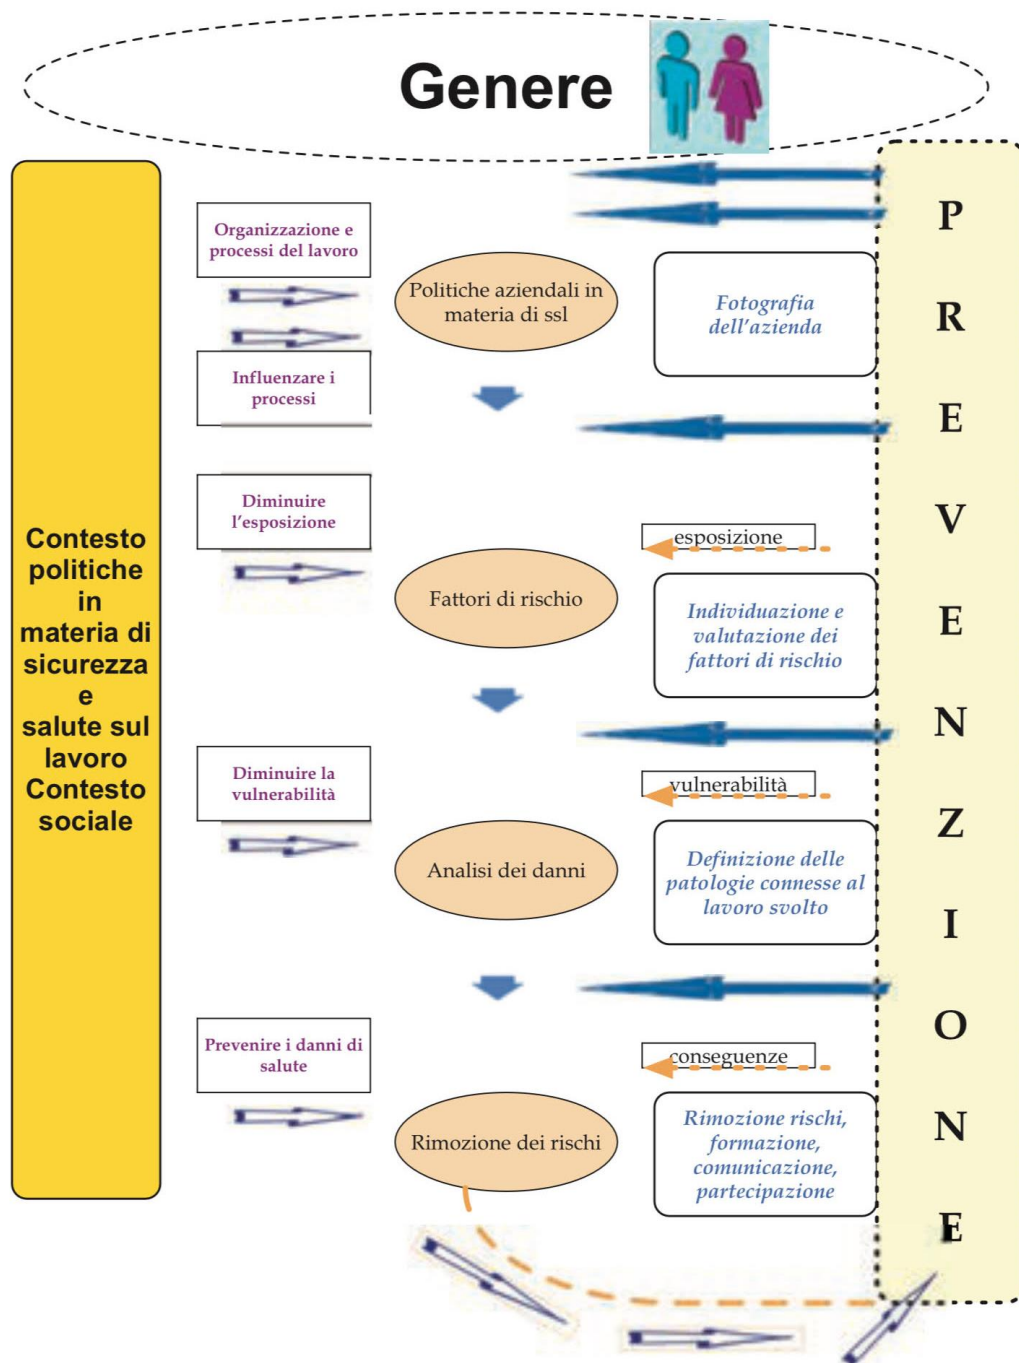 Genere
Contesto
politiche
in
materia di
sicurezza
e
salute sul
lavoro
Contesto
sociale
Organizzazione e
processi del lavoro
Influenzare i
processi
Politiche aziendali in
materia di ssl
Fotografia
dell'azienda
Diminuire
l'esposizione
Fattori di rischio
esposizione
Individuazione e
valutazione dei
fattori di rischio
Diminuire la
vulnerabilità
Analisi dei danni
vulnerabilità
Definizione delle
patologie connesse al
lavoro svolto
Prevenire i danni di
salute
Rimozione dei rischi
conseguenze
Rimozione rischi,
formazione,
comunicazione,
partecipazione
P
R
E
V
E
N
Z
I
O
N
E